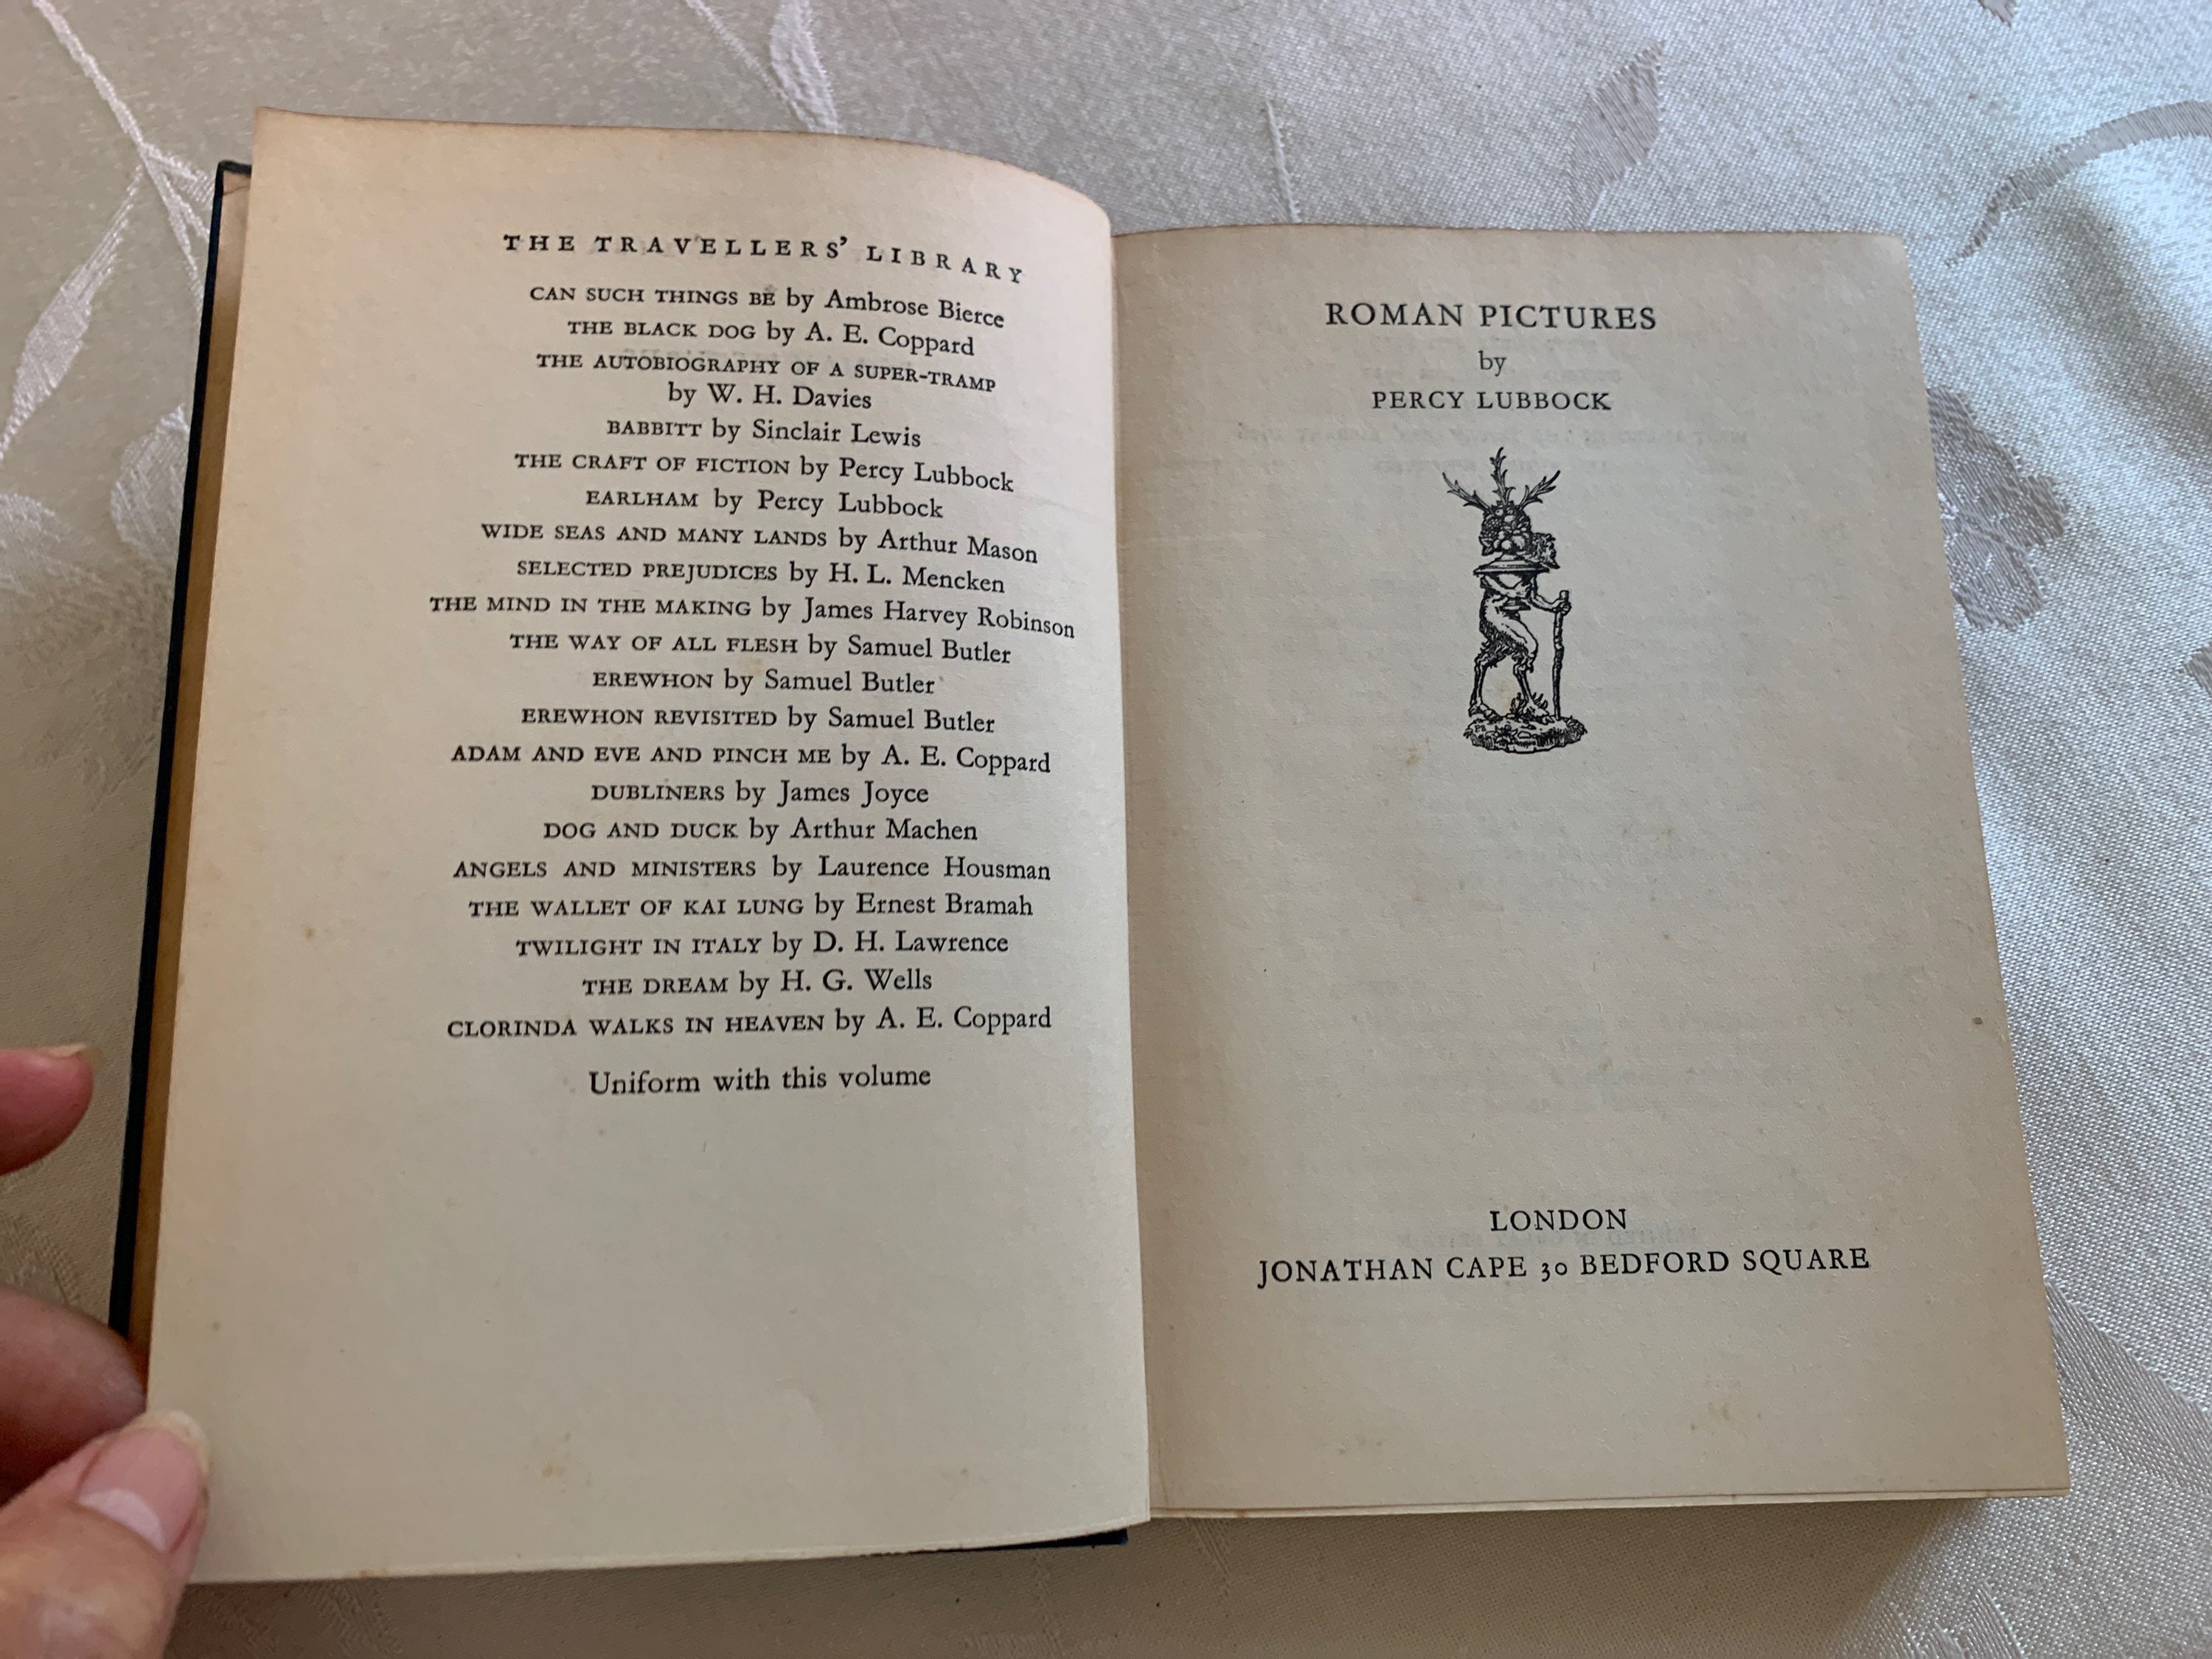 THE TRAVELLERS' LIBRARY
CAN SUCH THINGS BE by Ambrose Bierce
THE BLACK DOG by A. E. Coppard
THE AUTOBIOGRAPHY OF A SUPER-TRAMP
by W. H. Davies
BABBITT by Sinclair Lewis
THE CRAFT OF FICTION by Percy Lubbock
EARLHAM by Percy Lubbock
WIDE SEAS AND MANY LANDS by Arthur Mason
SELECTED PREJUDICES by H. L. Mencken
THE MIND IN THE MAKING by James Harvey Robinson
THE WAY OF ALL FLESH by Samuel Butler
EREWHON by Samuel Butler
EREWHON REVISITED by Samuel Butler
ADAM AND EVE AND PINCH ME by A. E. Coppard
DUBLINERS by James Joyce
DOG AND DUCK by Arthur Machen
ANGELS AND MINISTERS by Laurence Housman
THE WALLET OF KAI LUNG by Ernest Bramah
TWILIGHT IN ITALY by D. H. Lawrence
THE DREAM by H. G. Wells
CLORINDA WALKS IN HEAVEN by A. E. Coppard
Uniform with this volume
ROMAN PICTURES
by
PERCY LUBBOCK
LONDON
JONATHAN CAPE 30 BEDFORD SQUARE